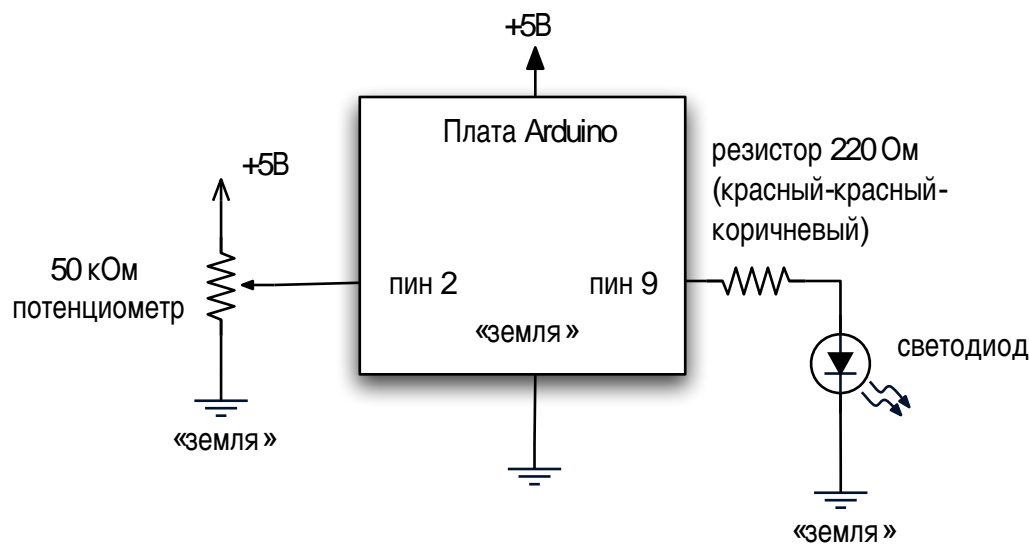 +5В
Плата Arduino
+5В
резистор 220 Ом
(красный-красный-
коричневый)
50 кОм
потенциометр
пин 2
пин 9
«земля»
светодиод
«земля»
«земля»